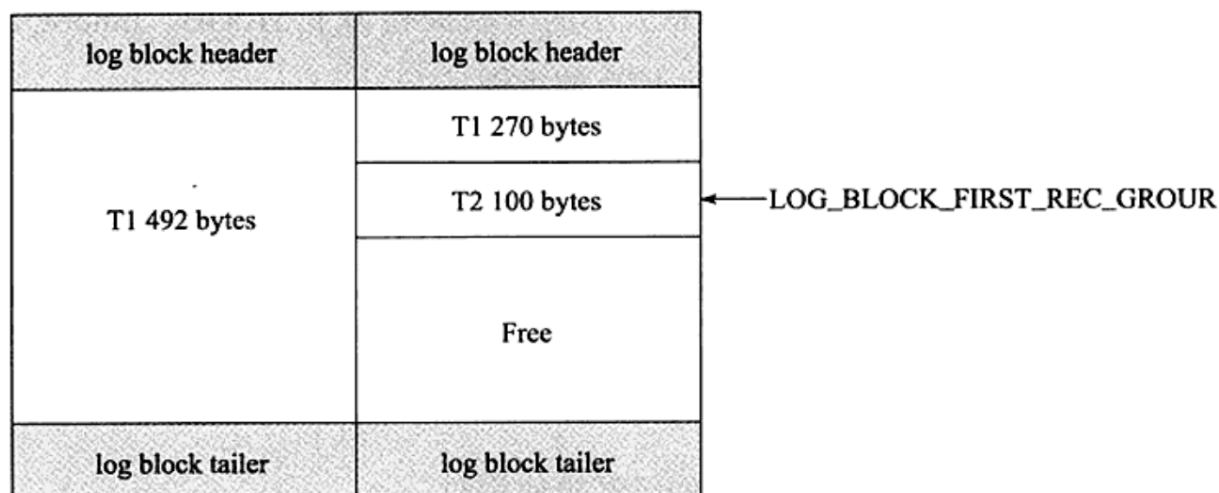 log block header
log block header
T1 492 bytes
T1 270 bytes
T2 100 bytes
LOG_BLOCK_FIRST_REC_GROUR
Free
log block tailer
log block tailer